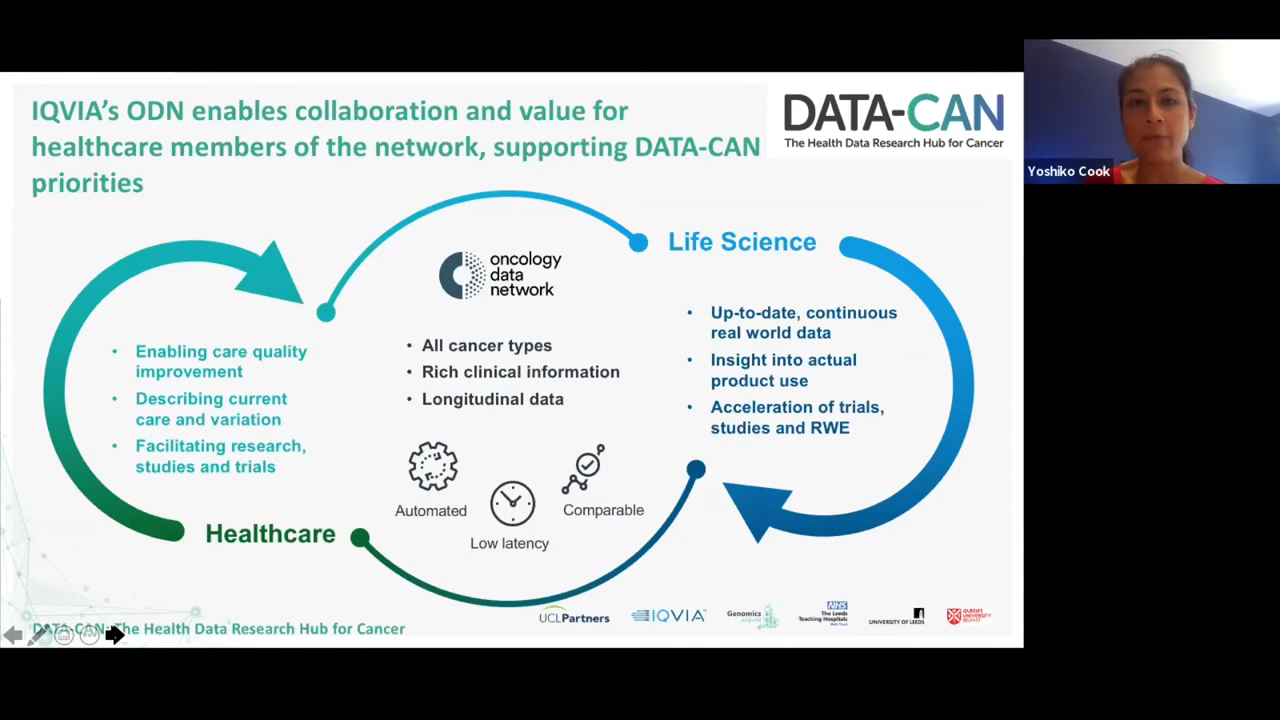 IQVIA's ODN enables collaboration and value for
healthcare members of the network, supporting DATA-CAN
priorities
DATA-CAN
The Health Data Research Hub for Cancer
Yoshiko Cook
Life Science
oncology
data
network
• Up-to-date, continuous
real world data
• Insight into actual
product use
• Acceleration of trials,
studies and RWE
• All cancer types
• Rich clinical information
• Longitudinal data
• Enabling care quality
improvement
• Describing current
care and variation
• Facilitating research,
studies and trials
Automated
Low latency
Comparable
Healthcare
UCLPartners
IQVIA
Genomics
england
NHS
The Leeds
Teaching Hospitals
UNIVERSITY OF LEEDS
QUEEN'S
UNIVERSITY
BELFAST
DATA-CAN: The Health Data Research Hub for Cancer